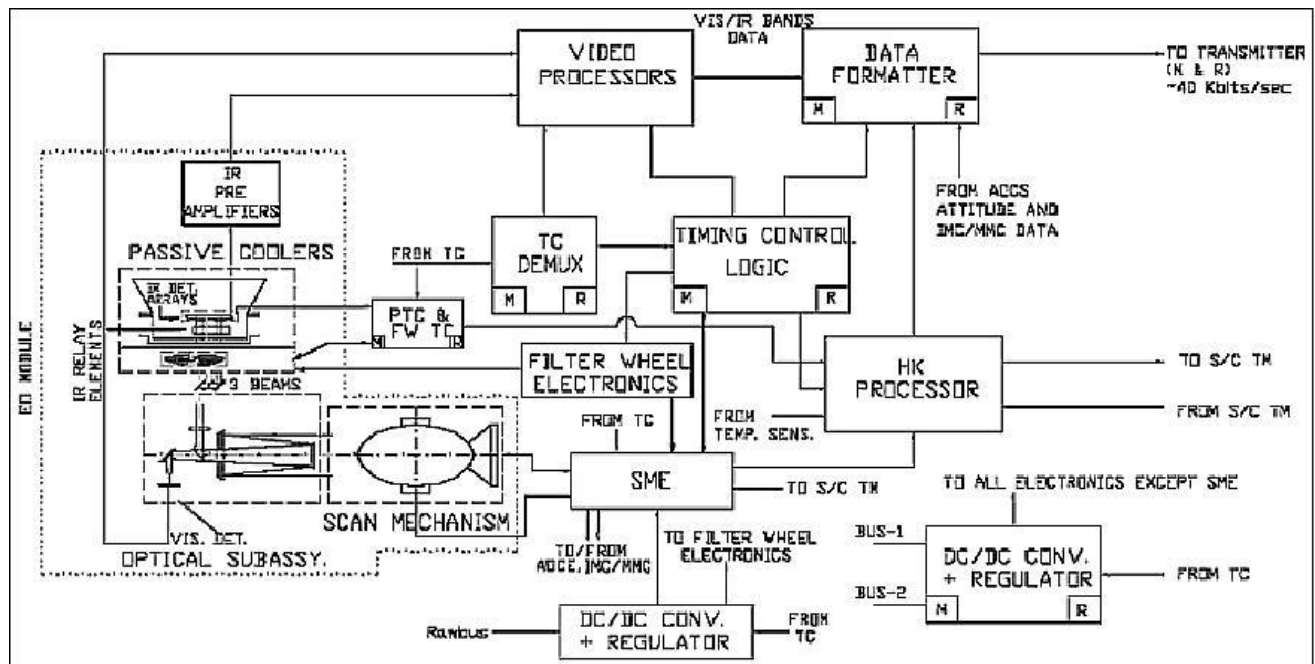 VIS/IR BANDS
DATA
VIDEO
PROCESSORS
DATA
FORMATTER
M
R
TO TRANSMITTER
(M & R)
~40 Kbits/sec
IR
PRE
AMPLIFIERS
PASSIVE COOLERS
IR DET.
ARRAYS
FROM TC
TC
DEMUX
M
R
TIMING CONTROL
LOGIC
M
R
FROM AOCS
ATTITUDE AND
IMC/MMC DATA
PTC &
FW TC
M
R
EO MODULE
IR RELAY
ELEMENTS
3 BEAMS
FILTER WHEEL
ELECTRONICS
HK
PROCESSOR
TO S/C TM
FROM S/C TM
FROM
TEMP. SENS.
FROM TC
SME
TO S/C TM
SCAN MECHANISM
VIS. DET.
OPTICAL SUBASSY.
TO/FROM
AOCE, IMC/MMC
TO FILTER WHEEL
ELECTRONICS
TO ALL ELECTRONICS EXCEPT SME
BUS-1
BUS-2
DC/DC CONV.
+ REGULATOR
M
R
FROM TC
Rawbus
DC/DC CONV.
+ REGULATOR
FROM
TC